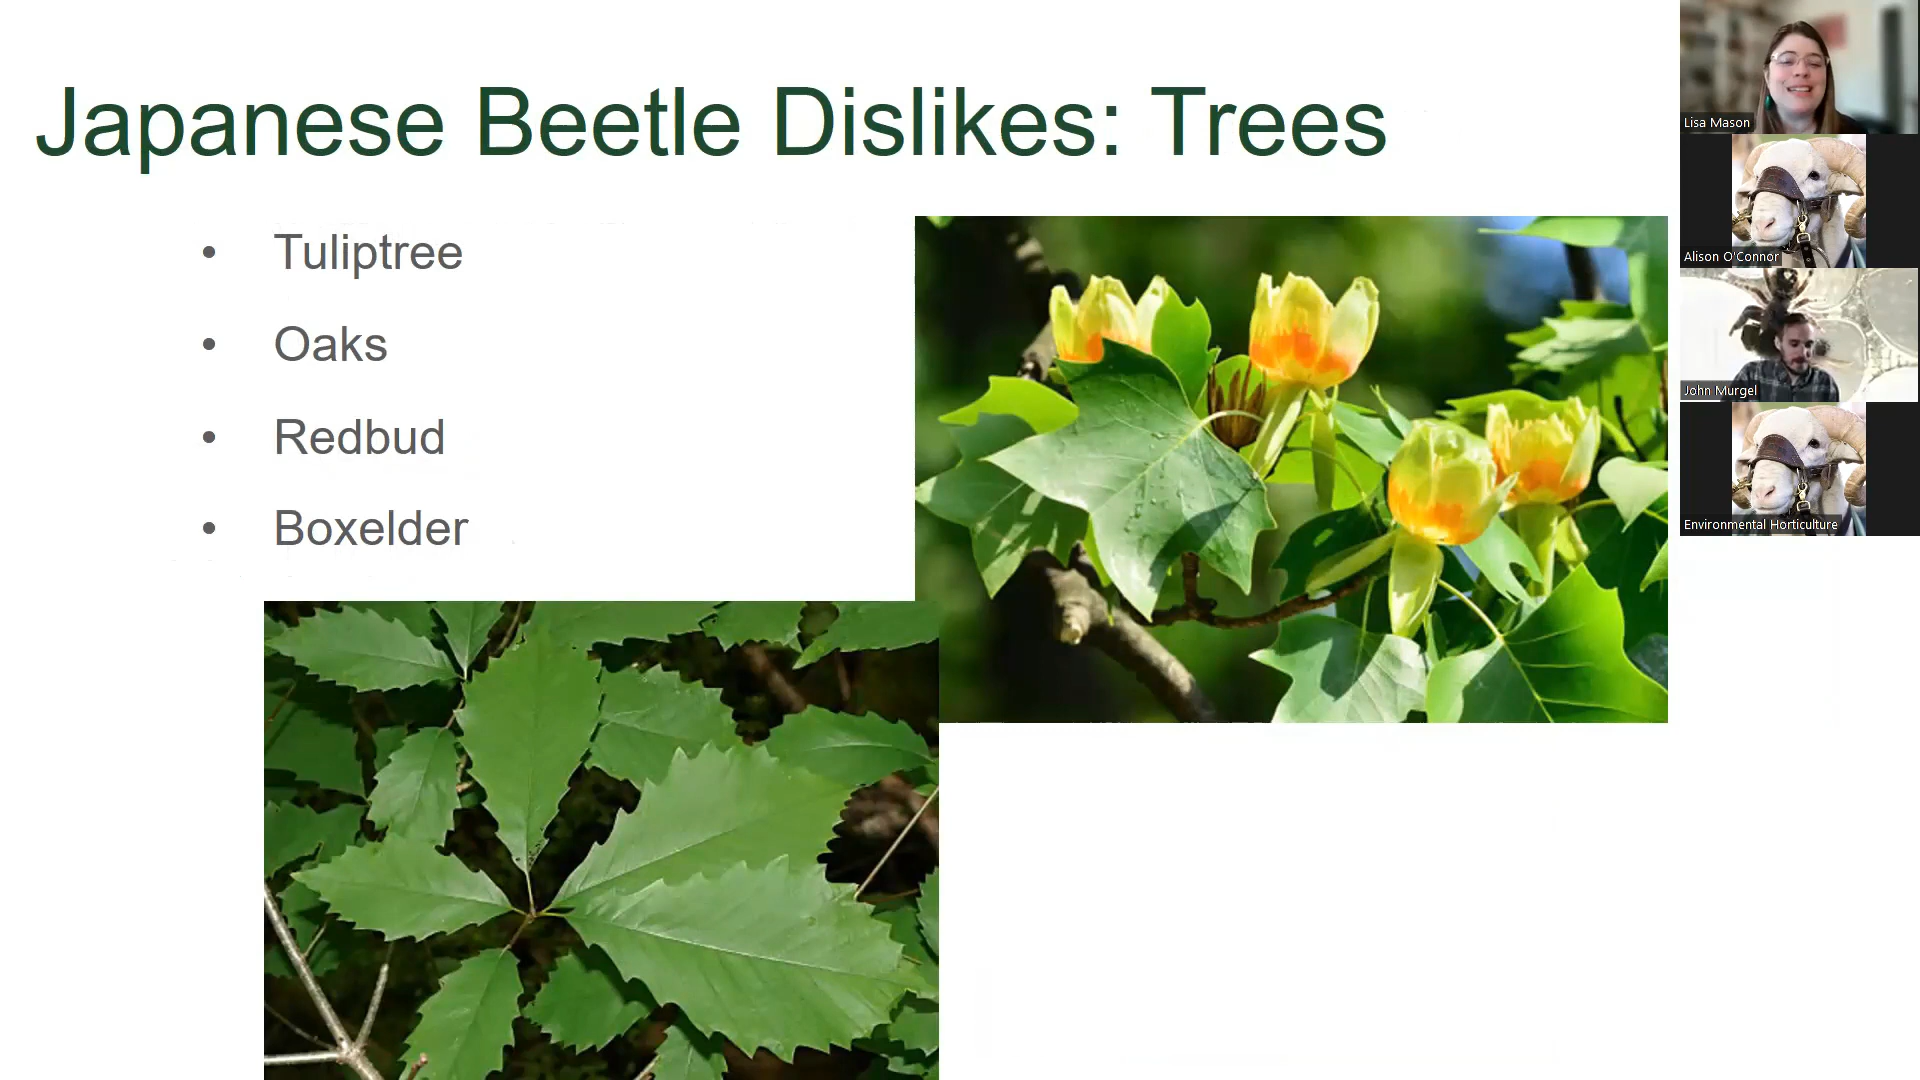 Japanese Beetle Dislikes: Trees
• Tuliptree
• Oaks
• Redbud
• Boxelder
Lisa Mason
Alison O'Connor
John Murgel
Environmental Horticulture